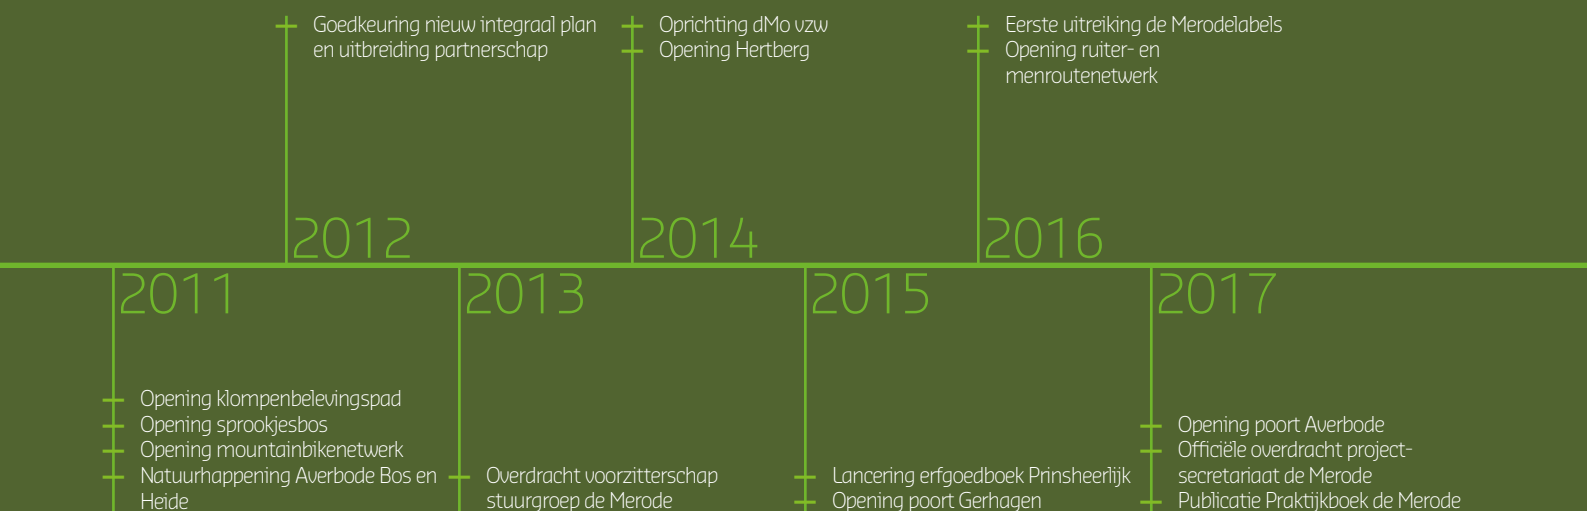 Goedkeuring nieuw integraal plan
en uitbreiding partnerschap
2012
Oprichting dMo vzw
Opening Hertberg
2014
Eerste uitreiking de Merodelabels
Opening ruiter- en
menroutenetwerk
2016
2011
Opening klompenbelevingspad
Opening sprookjesbos
Opening mountainbikenetwerk
Natuurhappening Averbode Bos en
Heide
2013
Overdracht voorzitterschap
stuurgroep de Merode
2015
Lancering erfgoedboek Prinsheerlijk
Opening poort Gerhagen
2017
Opening poort Averbode
Officiële overdracht project-
secretariaat de Merode
Publicatie Praktijkboek de Merode